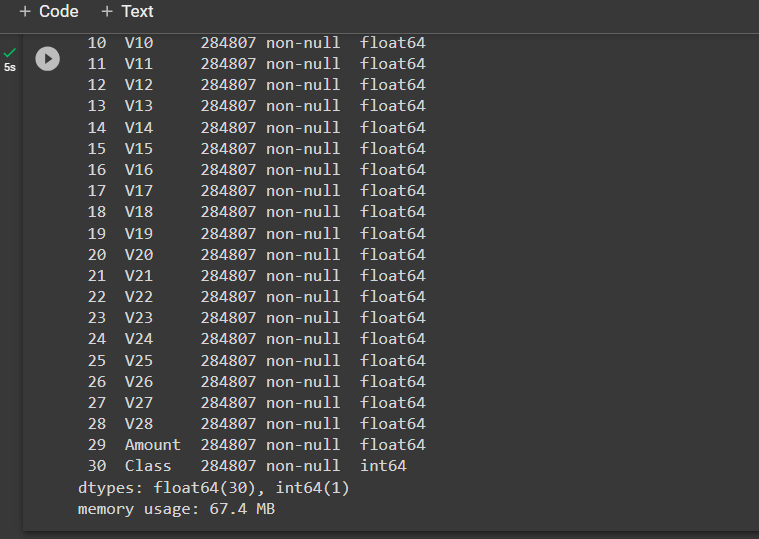 + Code + Text
5s
10 V10 284807 non-null float64
11 V11 284807 non-null float64
12 V12 284807 non-null float64
13 V13 284807 non-null float64
14 V14 284807 non-null float64
15 V15 284807 non-null float64
16 V16 284807 non-null float64
17 V17 284807 non-null float64
18 V18 284807 non-null float64
19 V19 284807 non-null float64
20 V20 284807 non-null float64
21 V21 284807 non-null float64
22 V22 284807 non-null float64
23 V23 284807 non-null float64
24 V24 284807 non-null float64
25 V25 284807 non-null float64
26 V26 284807 non-null float64
27 V27 284807 non-null float64
28 V28 284807 non-null float64
29 Amount 284807 non-null float64
30 Class 284807 non-null int64
dtypes: float64(30), int64(1)
memory usage: 67.4 MB